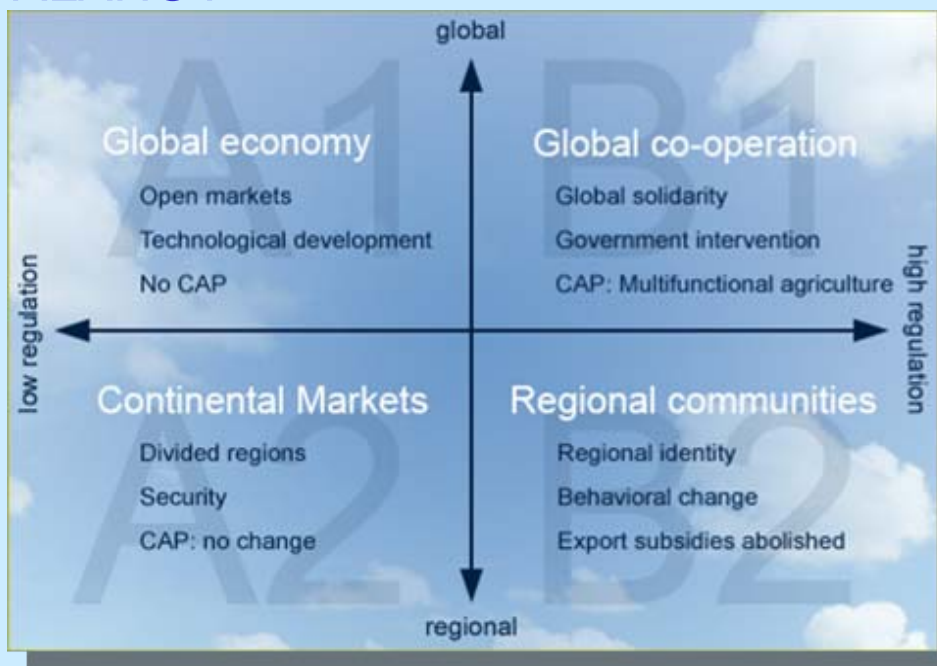 global
A1
B1
Global economy
Open markets
Technological development
No CAP
Global co-operation
Global solidarity
Government intervention
CAP: Multifunctional agriculture
low regulation
high regulation
Continental Markets
Divided regions
Security
CAP: no change
A2
Regional communities
Regional identity
Behavioral change
Export subsidies abolished
B2
regional